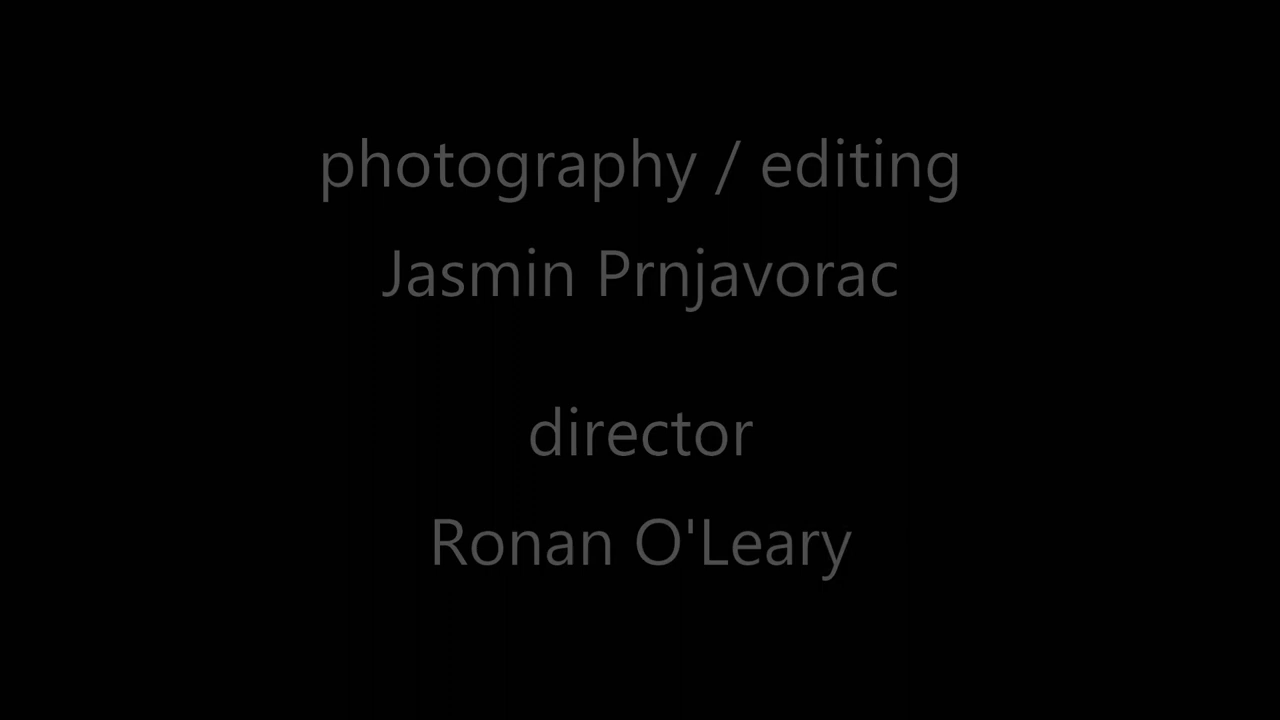 photography / editing
Jasmin Prnjavorac
director
Ronan O'Leary